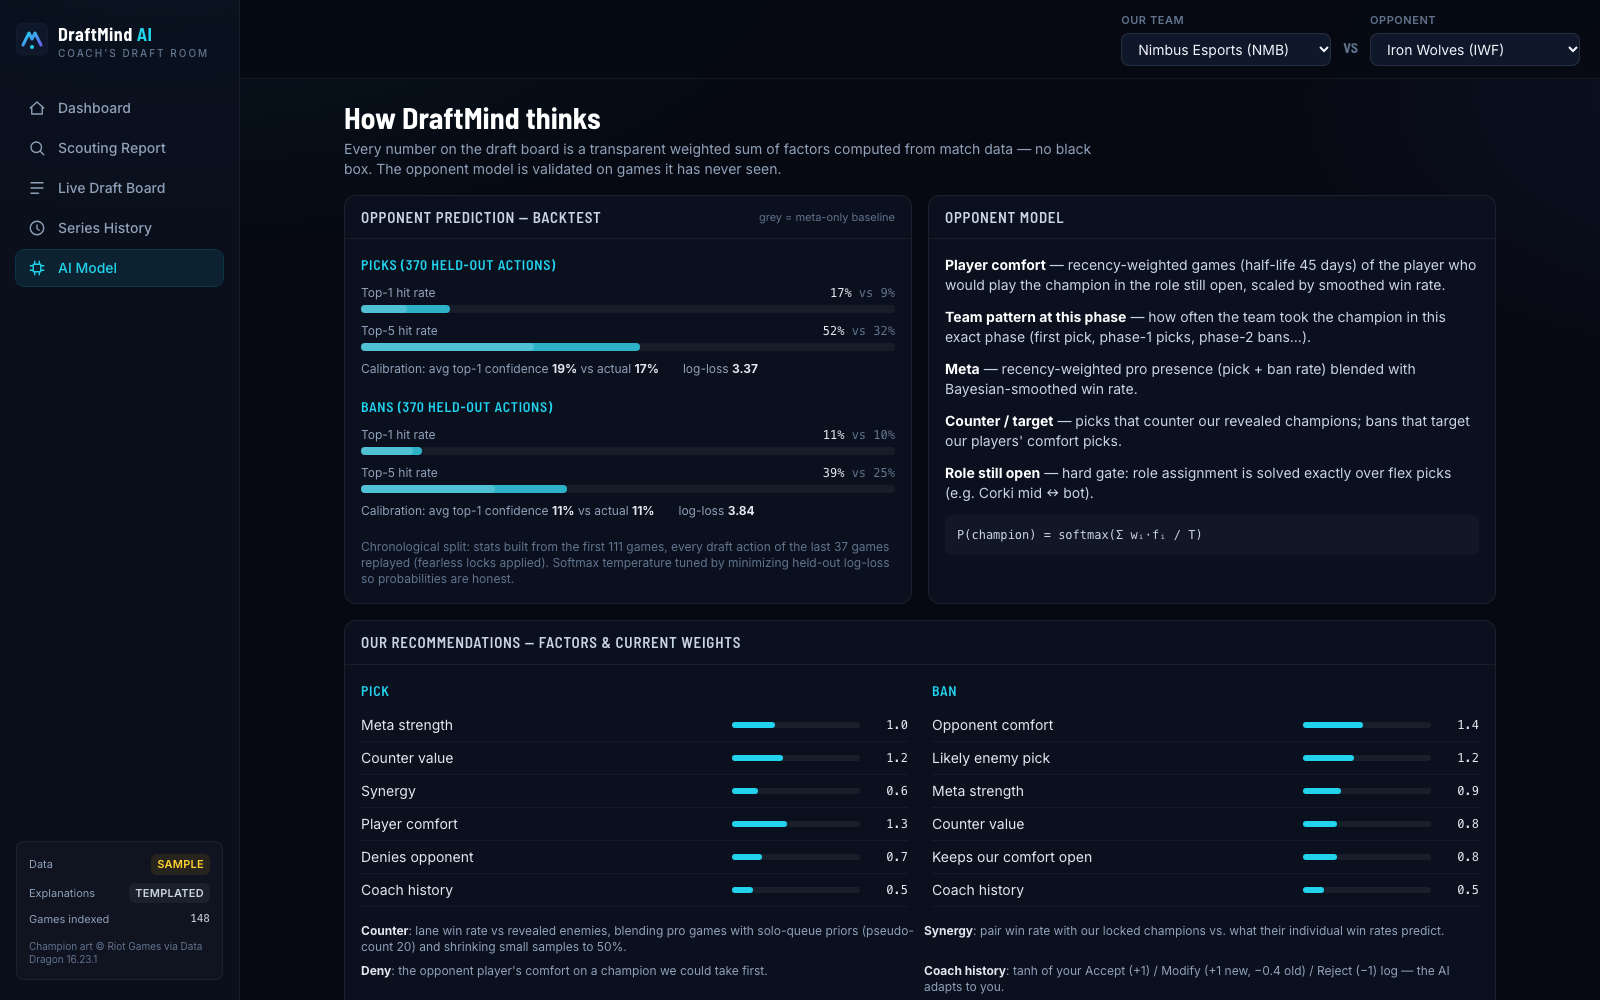 DraftMind AI
COACH'S DRAFT ROOM
Dashboard
Scouting Report
Live Draft Board
Series History
AI Model
Data SAMPLE
Explanations TEMPLATED
Games indexed 148
Champion art © Riot Games via Data
Dragon 16.23.1
OUR TEAM
Nimbus Esports (NMB)
VS
OPPONENT
Iron Wolves (IWF)
How DraftMind thinks
Every number on the draft board is a transparent weighted sum of factors computed from match data — no black
box. The opponent model is validated on games it has never seen.
OPPONENT PREDICTION — BACKTEST
grey = meta-only baseline
PICKS (370 HELD-OUT ACTIONS)
Top-1 hit rate 17% vs 9%
Top-5 hit rate 52% vs 32%
Calibration: avg top-1 confidence 19% vs actual 17% log-loss 3.37
BANS (370 HELD-OUT ACTIONS)
Top-1 hit rate 11% vs 10%
Top-5 hit rate 39% vs 25%
Calibration: avg top-1 confidence 11% vs actual 11% log-loss 3.84
Chronological split: stats built from the first 111 games, every draft action of the last 37 games
replayed (fearless locks applied). Softmax temperature tuned by minimizing held-out log-loss
so probabilities are honest.
OPPONENT MODEL
Player comfort — recency-weighted games (half-life 45 days) of the player who
would play the champion in the role still open, scaled by smoothed win rate.
Team pattern at this phase — how often the team took the champion in this
exact phase (first pick, phase-1 picks, phase-2 bans…).
Meta — recency-weighted pro presence (pick + ban rate) blended with
Bayesian-smoothed win rate.
Counter / target — picks that counter our revealed champions; bans that target
our players' comfort picks.
Role still open — hard gate: role assignment is solved exactly over flex picks
(e.g. Corki mid ↔ bot).
P(champion) = softmax(Σ wᵢ·fᵢ / T)
OUR RECOMMENDATIONS — FACTORS & CURRENT WEIGHTS
PICK
Meta strength 1.0
Counter value 1.2
Synergy 0.6
Player comfort 1.3
Denies opponent 0.7
Coach history 0.5
BAN
Opponent comfort 1.4
Likely enemy pick 1.2
Meta strength 0.9
Counter value 0.8
Keeps our comfort open 0.8
Coach history 0.5
Counter: lane win rate vs revealed enemies, blending pro games with solo-queue priors (pseudo-
count 20) and shrinking small samples to 50%.
Synergy: pair win rate with our locked champions vs. what their individual win rates predict.
Deny: the opponent player's comfort on a champion we could take first.
Coach history: tanh of your Accept (+1) / Modify (+1 new, −0.4 old) / Reject (−1) log — the AI
adapts to you.